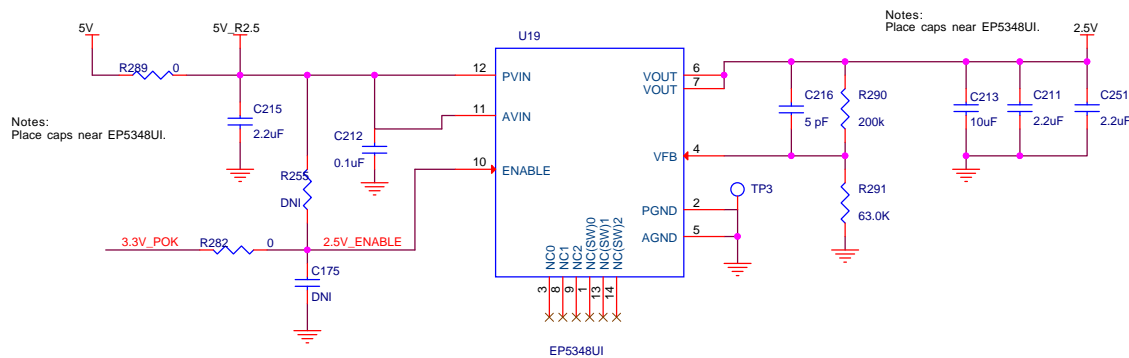 Notes:
Place caps near EP5348UI.
5V
5V_R2.5
2.5V
U19
R289
0
12
PVIN
VOUT
6
VOUT
7
C215
2.2uF
11
AVIN
C216
5 pF
R290
200k
C213
10uF
C211
2.2uF
C251
2.2uF
Notes:
Place caps near EP5348UI.
C212
0.1uF
10
ENABLE
VFB
4
R255
DNI
TP3
R291
63.0K
PGND
2
3.3V_POK
R282
0
2.5V_ENABLE
AGND
5
C175
DNI
NC0
NC1
NC2
NC(SW)0
NC(SW)1
NC(SW)2
3
8
9
1
13
14
EP5348UI